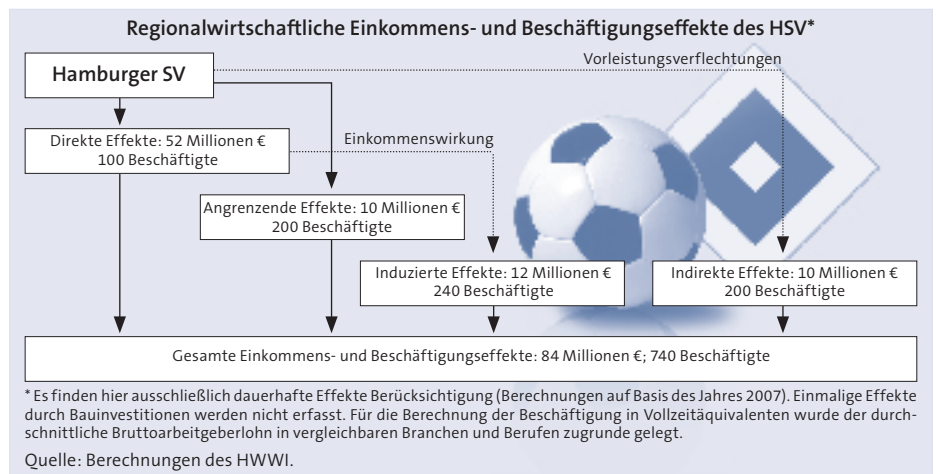 Regionalwirtschaftliche Einkommens- und Beschäftigungseffekte des HSV*
Hamburger SV
Vorleistungsverflechtungen
Direkte Effekte: 52 Millionen €
100 Beschäftigte
Einkommenswirkung
Angrenzende Effekte: 10 Millionen €
200 Beschäftigte
Induzierte Effekte: 12 Millionen €
240 Beschäftigte
Indirekte Effekte: 10 Millionen €
200 Beschäftigte
Gesamte Einkommens- und Beschäftigungseffekte: 84 Millionen €; 740 Beschäftigte
* Es finden hier ausschließlich dauerhafte Effekte Berücksichtigung (Berechnungen auf Basis des Jahres 2007). Einmalige Effekte
durch Bauinvestitionen werden nicht erfasst. Für die Berechnung der Beschäftigung in Vollzeitäquivalenten wurde der durch-
schnittliche Bruttoarbeitgeberlohn in vergleichbaren Branchen und Berufen zugrunde gelegt.
Quelle: Berechnungen des HWWI.